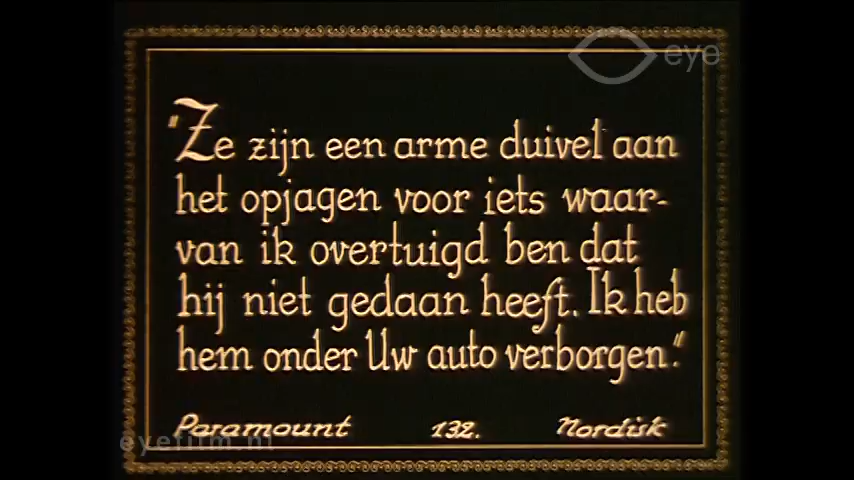 eye
"Ze zijn een arme duivel aan
het opjagen voor iets waar-
van ik overtuigd ben dat
hij niet gedaan heeft. Ik heb
hem onder Uw auto verborgen."
Paramount 132. Nordisk
eyefilm.nl